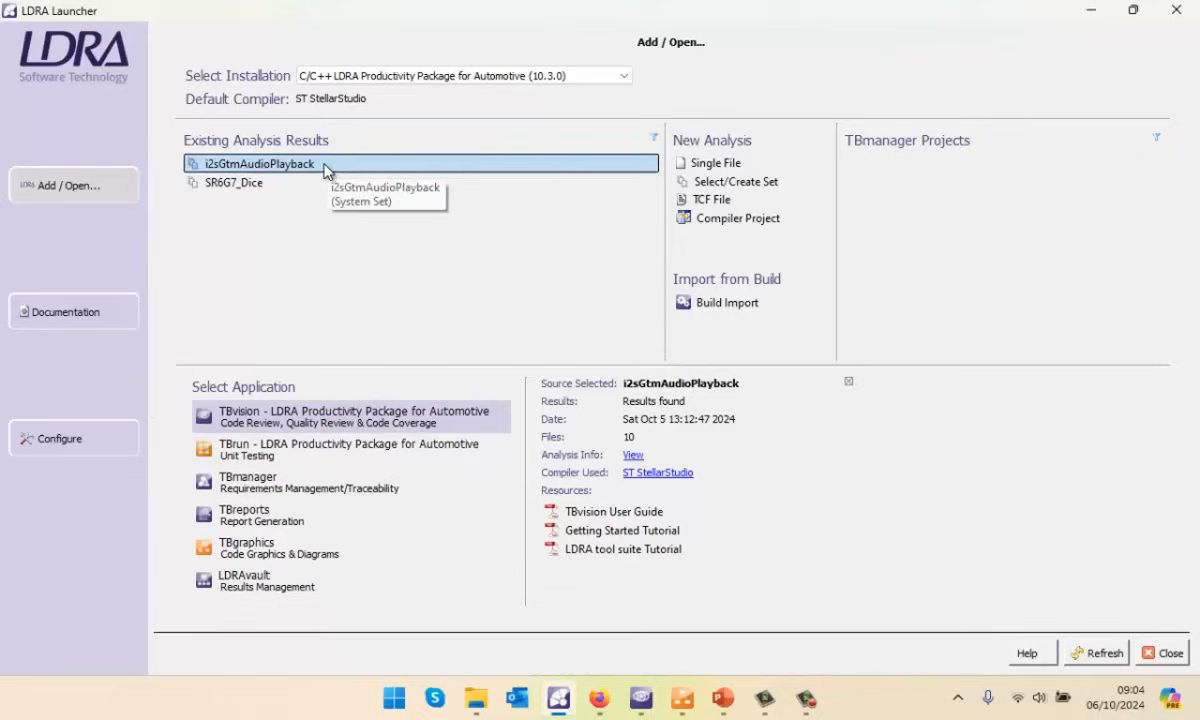 LDRA Launcher
LDRA
Software Technology
Add / Open...
Select Installation C/C++ LDRA Productivity Package for Automotive (10.3.0)
Default Compiler: ST StellarStudio
Existing Analysis Results
i2sGtmAudioPlayback
SR6G7_Dice
i2sGtmAudioPlayback
(System Set)
New Analysis
Single File
Select/Create Set
TCF File
Compiler Project
Import from Build
Build Import
TBmanager Projects
LDRA Add / Open...
Documentation
Configure
Select Application
TBvision - LDRA Productivity Package for Automotive
Code Review, Quality Review & Code Coverage
TBrun - LDRA Productivity Package for Automotive
Unit Testing
TBmanager
Requirements Management/Traceability
TBreports
Report Generation
TBgraphics
Code Graphics & Diagrams
LDRAvault
Results Management
Source Selected: i2sGtmAudioPlayback
Results: Results found
Date: Sat Oct 5 13:12:47 2024
Files: 10
Analysis Info: View
Compiler Used: ST StellarStudio
Resources:
TBvision User Guide
Getting Started Tutorial
LDRA tool suite Tutorial
Help Refresh Close
09:04
06/10/2024
PRE